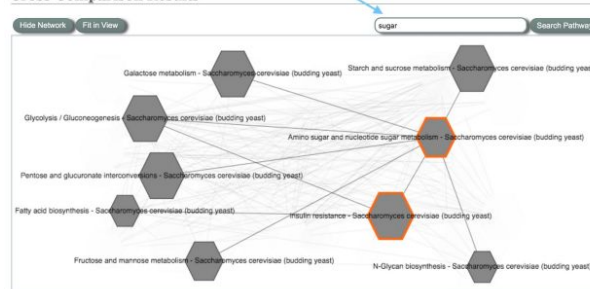 Hide Network
Fit in View
sugar
Search Pathway
Galactose metabolism - Saccharomyces cerevisiae (budding yeast)
Starch and sucrose metabolism - Saccharomyces cerevisiae (budding yeast)
Glycolysis / Gluconeogenesis - Saccharomyces cerevisiae (budding yeast)
Amino sugar and nucleotide sugar metabolism - Saccharomyces cerevisiae (budding yeast)
Pentose and glucuronate interconversions - Saccharomyces cerevisiae (budding yeast)
Fatty acid biosynthesis - Saccharomyces cerevisiae (budding yeast)
Insulin resistance - Saccharomyces cerevisiae (budding yeast)
Fructose and mannose metabolism - Saccharomyces cerevisiae (budding yeast)
N-Glycan biosynthesis - Saccharomyces cerevisiae (budding yeast)